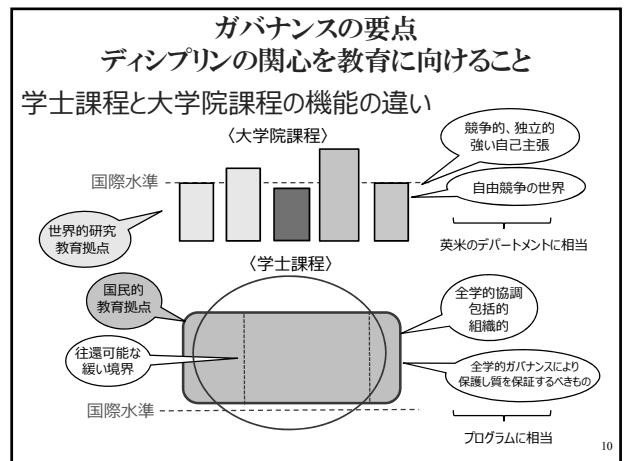 ガバナンスの要点
ディシプリンの関心を教育に向けること
学士課程と大学院課程の機能の違い
〈大学院課程〉
競争的、独立的
強い自己主張
国際水準
自由競争の世界
世界的研究
教育拠点
英米のデパートメントに相当
〈学士課程〉
国民的
教育拠点
全学的協調
包括的
組織的
往還可能な
緩い境界
全学的ガバナンスにより
保護し質を保証するべきもの
国際水準
プログラムに相当
10